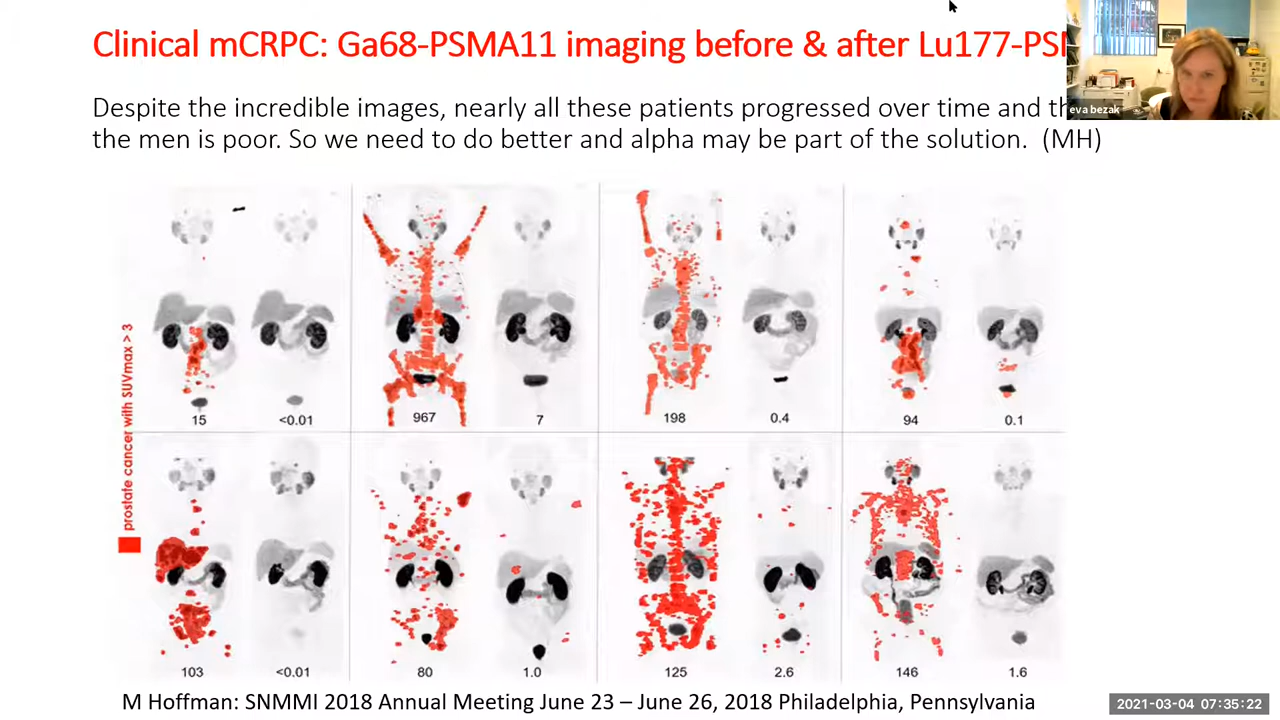 Clinical mCRPC: Ga68-PSMA11 imaging before & after Lu177-PSM
eva bezak
Despite the incredible images, nearly all these patients progressed over time and
the men is poor. So we need to do better and alpha may be part of the solution.  (MH)
prostate cancer with SUVmax > 3
15 <0.01 967 7 198 0.4 94 0.1
103 <0.01 80 1.0 125 2.6 146 1.6
M Hoffman: SNMMI 2018 Annual Meeting June 23 – June 26, 2018 Philadelphia, Pennsylvania
2021-03-04 07:35:22